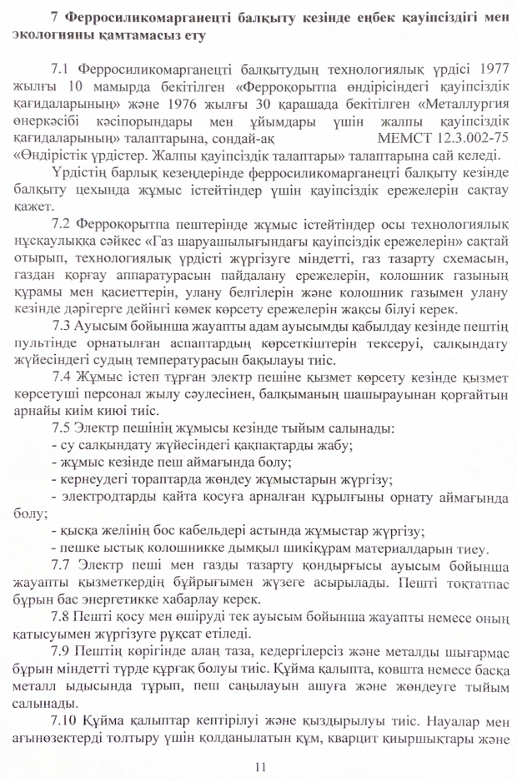 7 Ферросиликомарганецті балқыту кезінде еңбек қауіпсіздігі мен
экологияны қамтамасыз ету
7.1 Ферросиликомарганецті балқытудың технологиялық үрдісі 1977
жылғы 10 мамырда бекітілген «Ферроқорытпа өндірісіндегі қауіпсіздік
қағидаларының» және 1976 жылғы 30 қарашада бекітілген «Металлургия
өнеркәсібі кәсіпорындары мен ұйымдары үшін жалпы қауіпсіздік
қағидаларының» талаптарына, сондай-ақ МЕМСТ 12.3.002-75
«Өндірістік үрдістер. Жалпы қауіпсіздік талаптары» талаптарына сай келеді.
Үрдістің барлық кезеңдерінде ферросиликомарганецті балқыту кезінде
балқыту цехында жұмыс істейтіндер үшін қауіпсіздік ережелерін сақтау
қажет.
7.2 Ферроқорытпа пештерінде жұмыс істейтіндер осы технологиялық
нұсқаулыққа сәйкес «Газ шаруашылығындағы қауіпсіздік ережелерін» сақтай
отырып, технологиялық үрдісті жүргізуге міндетті, газ тазарту схемасын,
газдан қорғау аппаратурасын пайдалану ережелерін, колошник газының
құрамы мен қасиеттерін, улану белгілерін және колошник газымен улану
кезінде дәрігерге дейінгі көмек көрсету ережелерін жақсы білуі керек.
7.3 Ауысым бойынша жауапты адам ауысымды қабылдау кезінде пештің
пультінде орнатылған аспаптардың көрсеткіштерін тексеруі, салқындату
жүйесіндегі судың температурасын бақылауы тиіс.
7.4 Жұмыс істеп тұрған электр пешіне қызмет көрсету кезінде қызмет
көрсетуші персонал жылу сәулесінен, балқыманың шашырауынан қорғайтын
арнайы киім киюі тиіс.
7.5 Электр пешінің жұмысы кезінде тыйым салынады:
- су салқындату жүйесіндегі қақпақтарды жабу;
- жұмыс кезінде пеш аймағында болу;
- кернеудегі тораптарда жөндеу жұмыстарын жүргізу;
- электродтарды қайта қосуға арналған құрылғыны орнату аймағында
болу;
- қысқа желінің бос кабельдері астында жұмыстар жүргізу;
- пешке ыстық колошникке дымқыл шикіқұрам материалдарын тиеу.
7.7 Электр пеші мен газды тазарту қондырғысы ауысым бойынша
жауапты қызметкердің бұйрығымен жүзеге асырылады. Пешті тоқтатпас
бұрын бас энергетикке хабарлау керек.
7.8 Пешті қосу мен өшіруді тек ауысым бойынша жауапты немесе оның
қатысуымен жүргізуге рұқсат етіледі.
7.9 Пештің көрігінде алаң таза, кедергілерсіз және металды шығармас
бұрын міндетті түрде құрғақ болуы тиіс. Құйма қалыпта, ковшта немесе басқа
металл ыдысында тұрып, пеш саңылауын ашуға және жөндеуге тыйым
салынады.
7.10 Құйма қалыптар кептірілуі және қыздырылуы тиіс. Науалар мен
ағынөзектерді толтыру үшін қолданылатын құм, кварцит қиыршықтары және
11